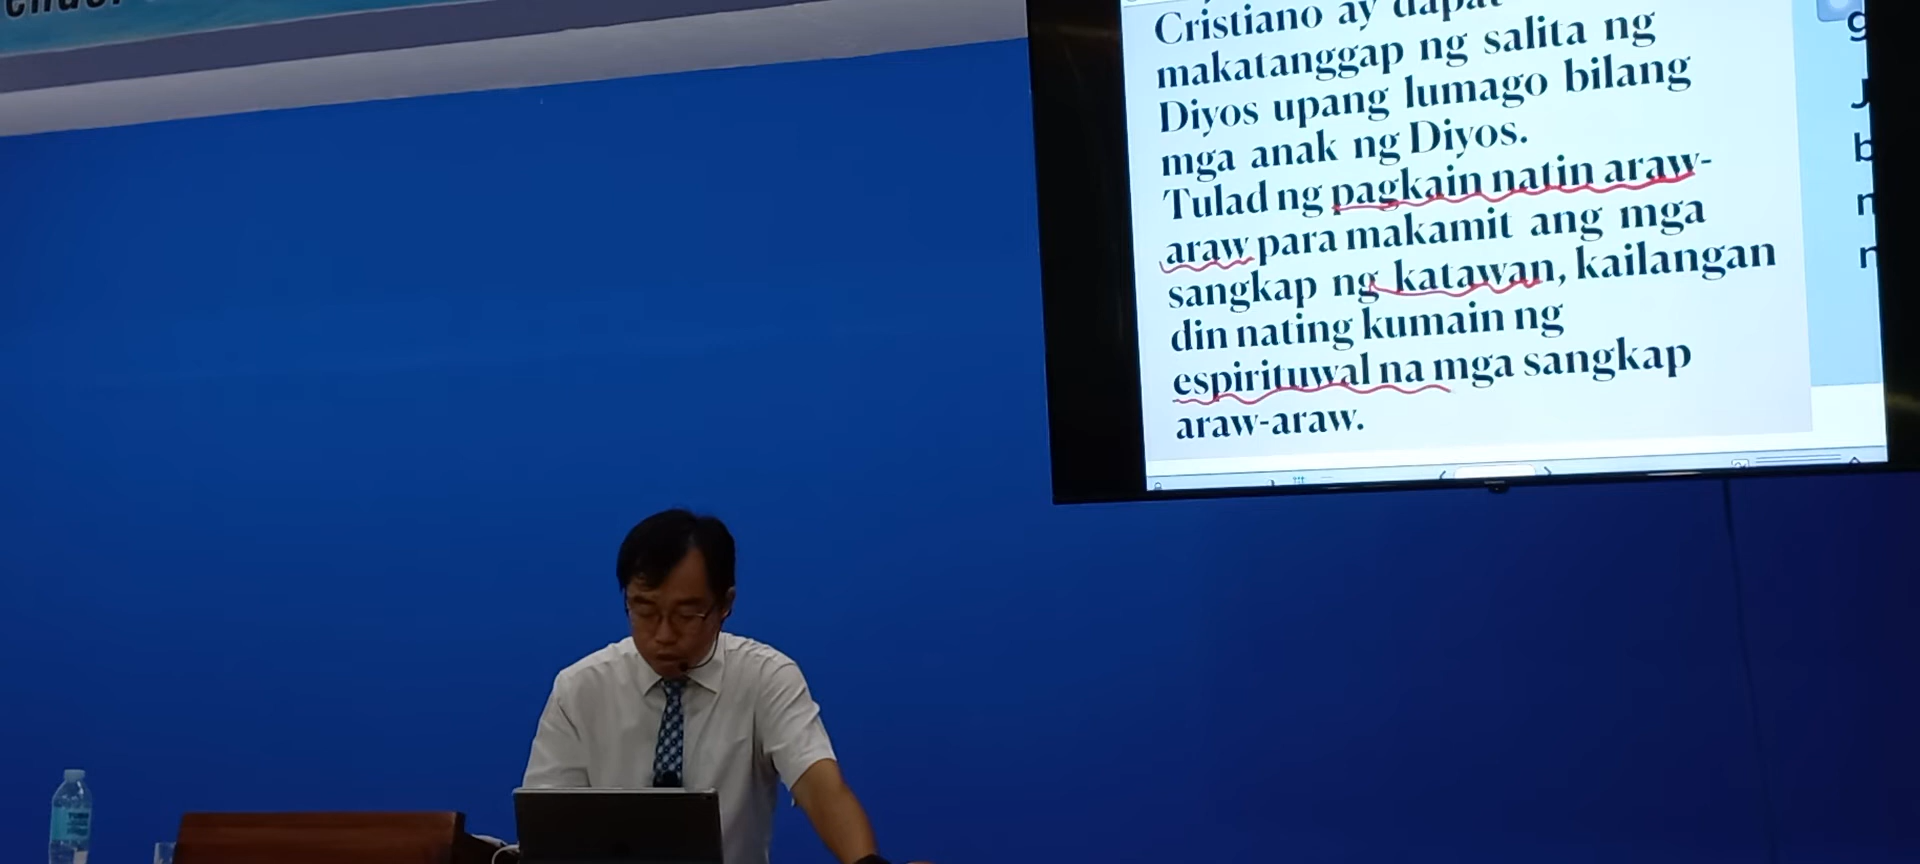 Cristiano ay dapat
makatanggap ng salita ng
Diyos upang lumago bilang
mga anak ng Diyos.
Tulad ng pagkain natin araw-
araw para makamit ang mga
sangkap ng katawan, kailangan
din nating kumain ng
espirituwal na mga sangkap
araw-araw.